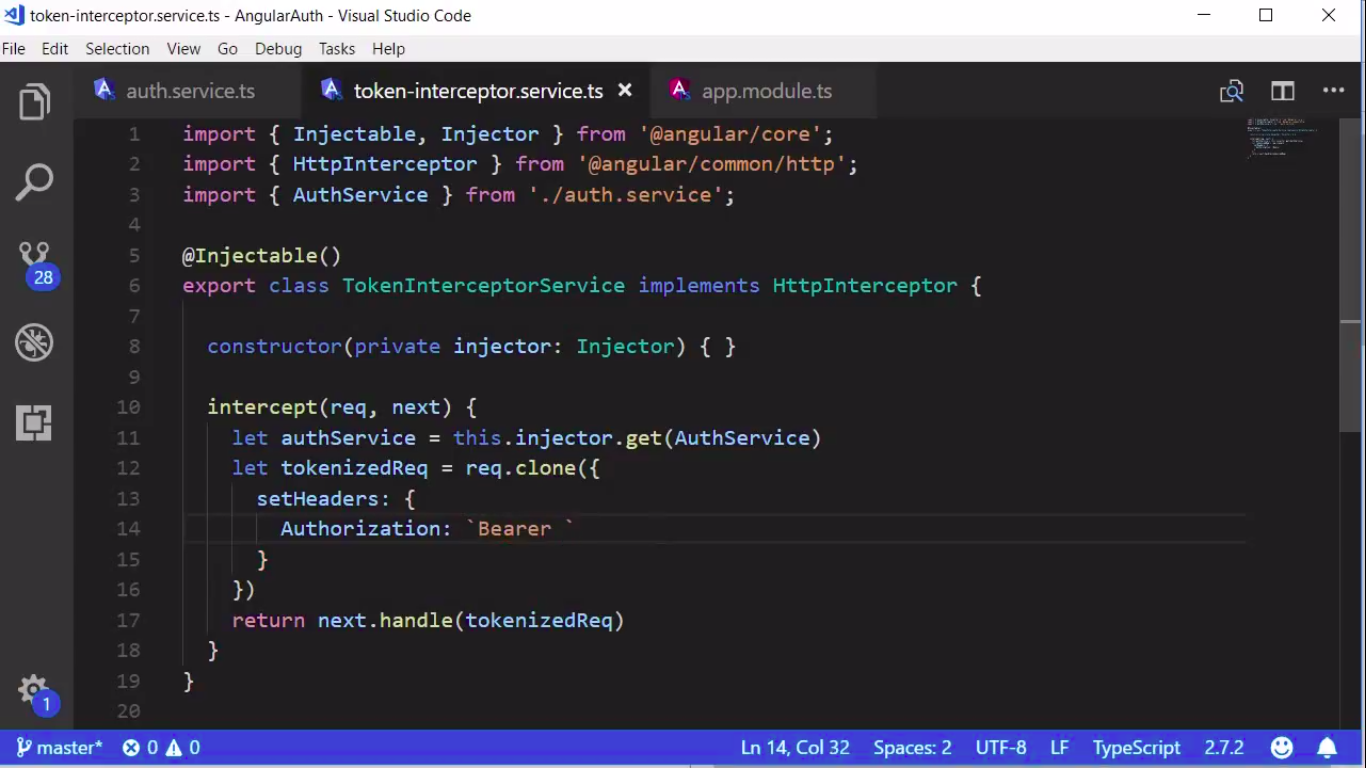 token-interceptor.service.ts - AngularAuth - Visual Studio Code
File Edit Selection View Go Debug Tasks Help
auth.service.ts token-interceptor.service.ts app.module.ts
1 import { Injectable, Injector } from '@angular/core';
2 import { HttpInterceptor } from '@angular/common/http';
3 import { AuthService } from './auth.service';
4
5 @Injectable()
6 export class TokenInterceptorService implements HttpInterceptor {
7
8 constructor(private injector: Injector) { }
9
10 intercept(req, next) {
11 let authService = this.injector.get(AuthService)
12 let tokenizedReq = req.clone({
13 setHeaders: {
14 Authorization: `Bearer `
15 }
16 })
17 return next.handle(tokenizedReq)
18 }
19 }
20
28
1
master* 0 0 Ln 14, Col 32 Spaces: 2 UTF-8 LF TypeScript 2.7.2